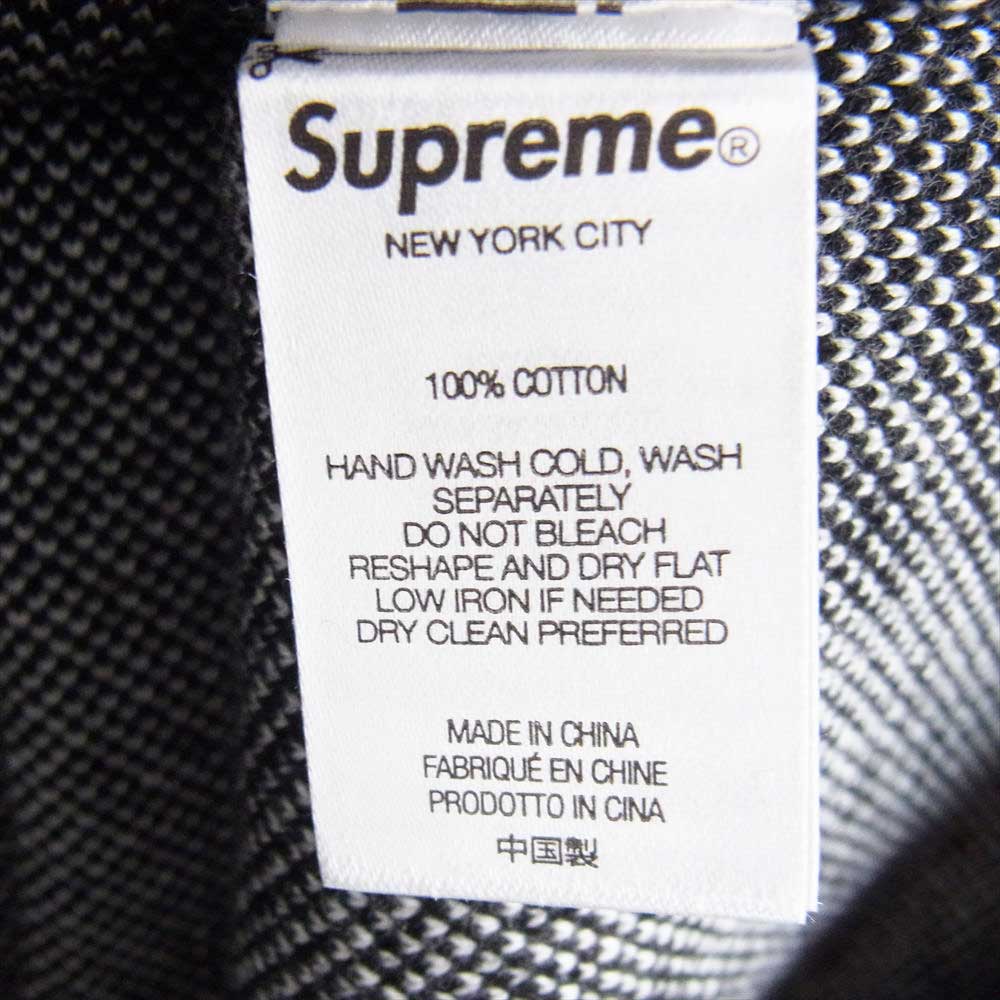 Supreme®
NEW YORK CITY
100% COTTON
HAND WASH COLD, WASH
SEPARATELY
DO NOT BLEACH
RESHAPE AND DRY FLAT
LOW IRON IF NEEDED
DRY CLEAN PREFERRED
MADE IN CHINA
FABRIQUÉ EN CHINE
PRODOTTO IN CINA
中国製